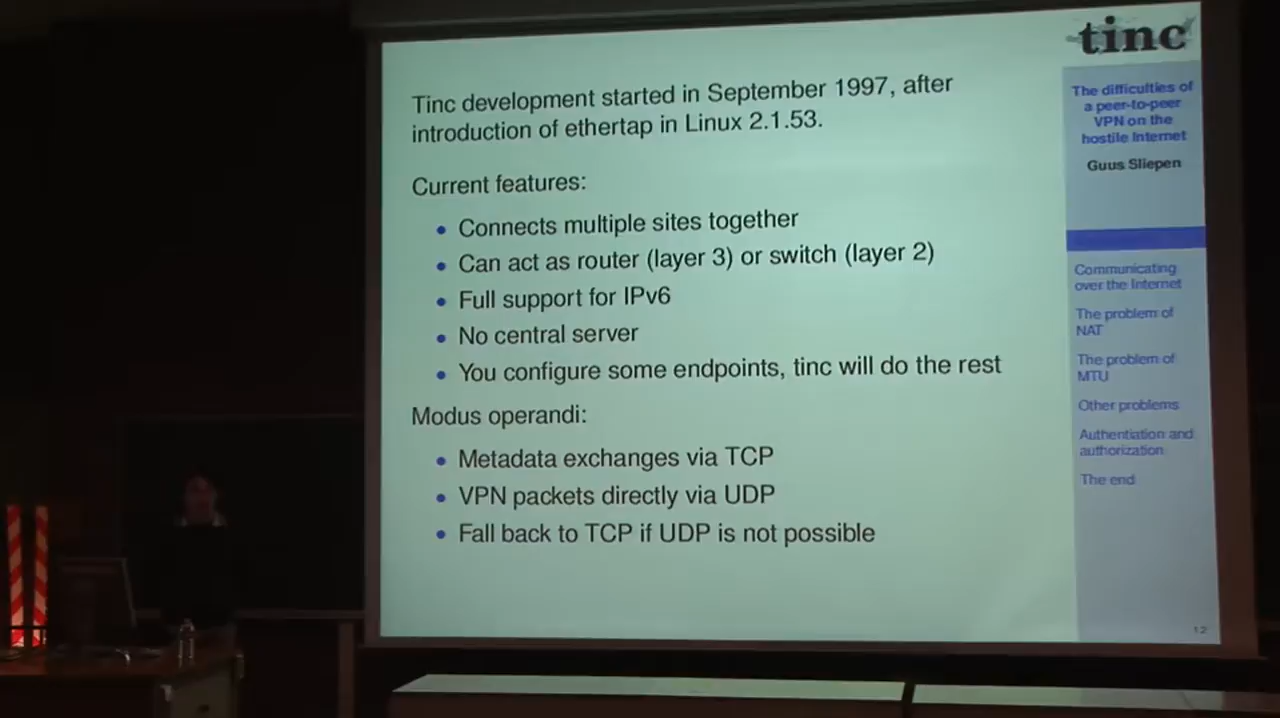 tinc
Tinc development started in September 1997, after
introduction of ethertap in Linux 2.1.53.
Current features:
Connects multiple sites together
Can act as router (layer 3) or switch (layer 2)
Full support for IPv6
No central server
You configure some endpoints, tinc will do the rest
Modus operandi:
Metadata exchanges via TCP
VPN packets directly via UDP
Fall back to TCP if UDP is not possible
The difficulties of
a peer-to-peer
VPN on the
hostile Internet
Guus Sliepen
Communicating
over the Internet
The problem of
NAT
The problem of
MTU
Other problems
Authentiation and
authorization
The end
12